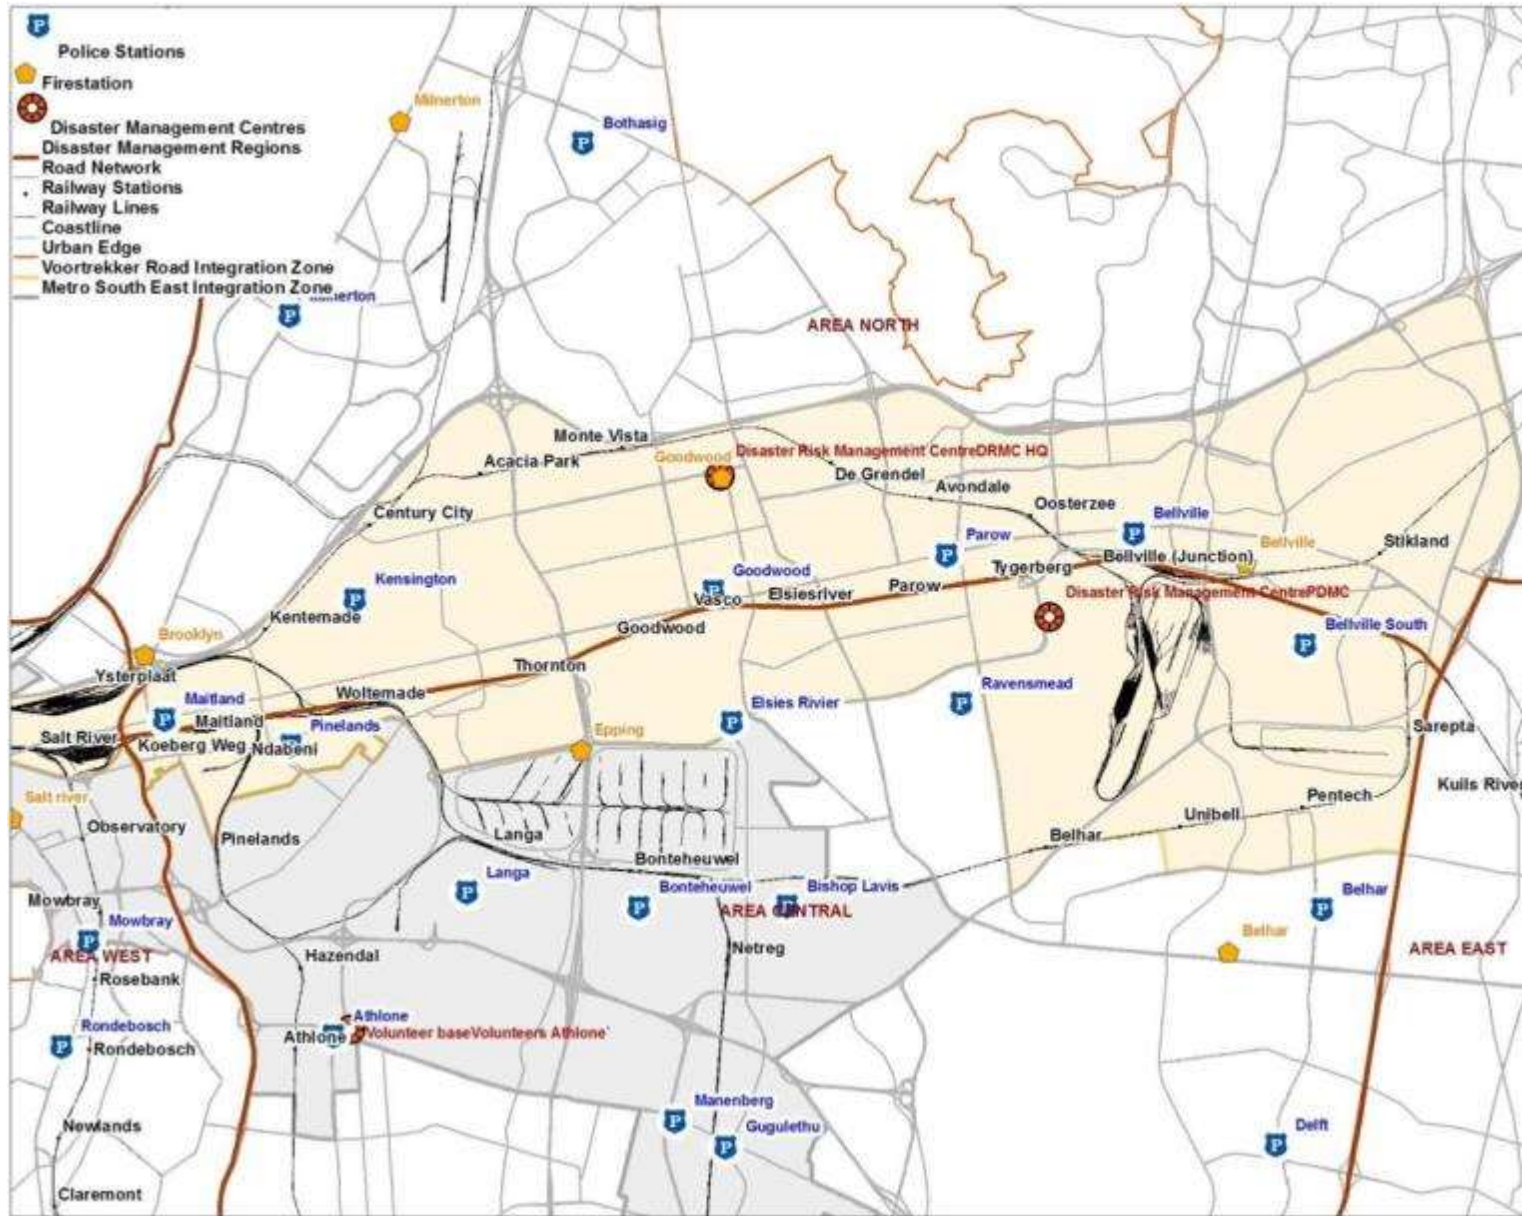 Police Stations
Firestation
Disaster Management Centres
Disaster Management Regions
Road Network
Railway Stations
Railway Lines
Coastline
Urban Edge
Voortrekker Road Integration Zone
Metro South East Integration Zone
Milnerton
Bothasig
AREA NORTH
Monte Vista
Goodwood
Disaster Risk Management CentreDRMC HQ
Acacia Park
De Grendel
Avondale
Century City
Oosterzee
Bellville
Parow
Bellville (Junction)
Bellville
Stikland
Kensington
Goodwood
Vasco
Elsiesriver
Parow
Tygerberg
Disaster Risk Management CentrePDMC
Kentemade
Goodwood
Brooklyn
Bellville South
Ysterplaat
Thornton
Woltemade
Ravensmead
Maitland
Maitland
Pinelands
Elsies Rivier
Epping
Salt River
Koeberg Weg
Ndabeni
Sarepta
Kuils River
Salt river
Pentech
Unibell
Observatory
Pinelands
Langa
Belhar
Bonteheuwel
Langa
Bonteheuwel
Bishop Lavis
Belhar
Mowbray
Mowbray
AREA CENTRAL
Belhar
AREA WEST
Hazendal
Netreg
AREA EAST
Rosebank
Athlone
Rondebosch
Athlone
Volunteer baseVolunteers Athlone'
Rondebosch
Manenberg
Newlands
Gugulethu
Delft
Claremont